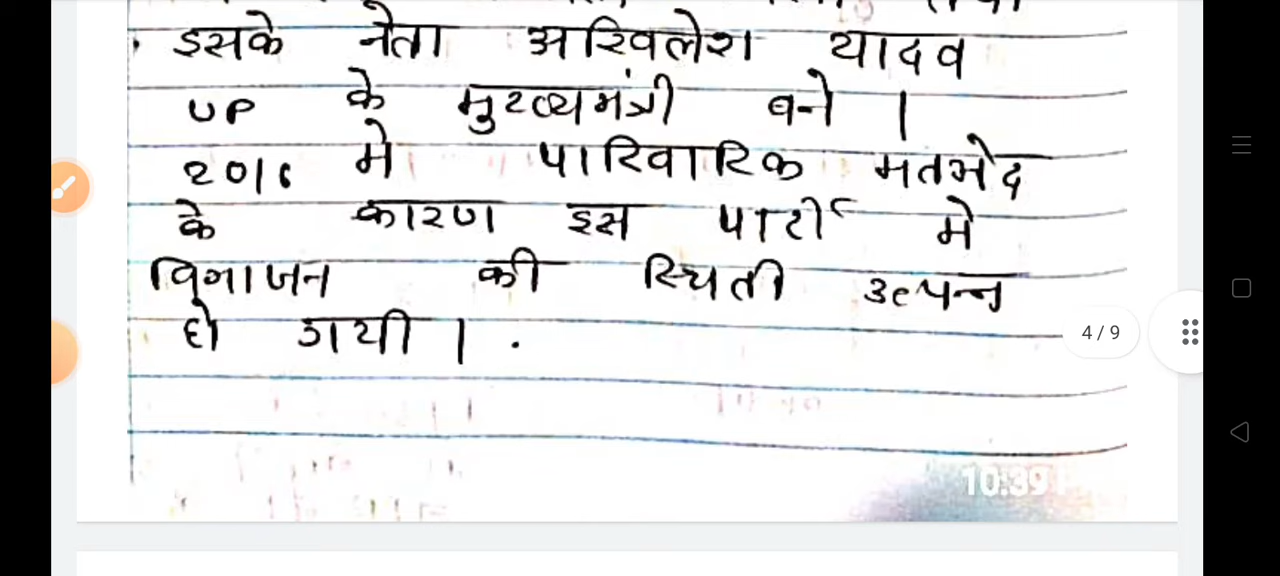 इसके नेता अखिलेश यादव
UP के मुख्यमंत्री बने |
2016 मे पारिवारिक मतभेद
के कारण इस पार्टी मे
विभाजन की स्थिती उत्पन्न
हो गयी | .
4 / 9
10:39